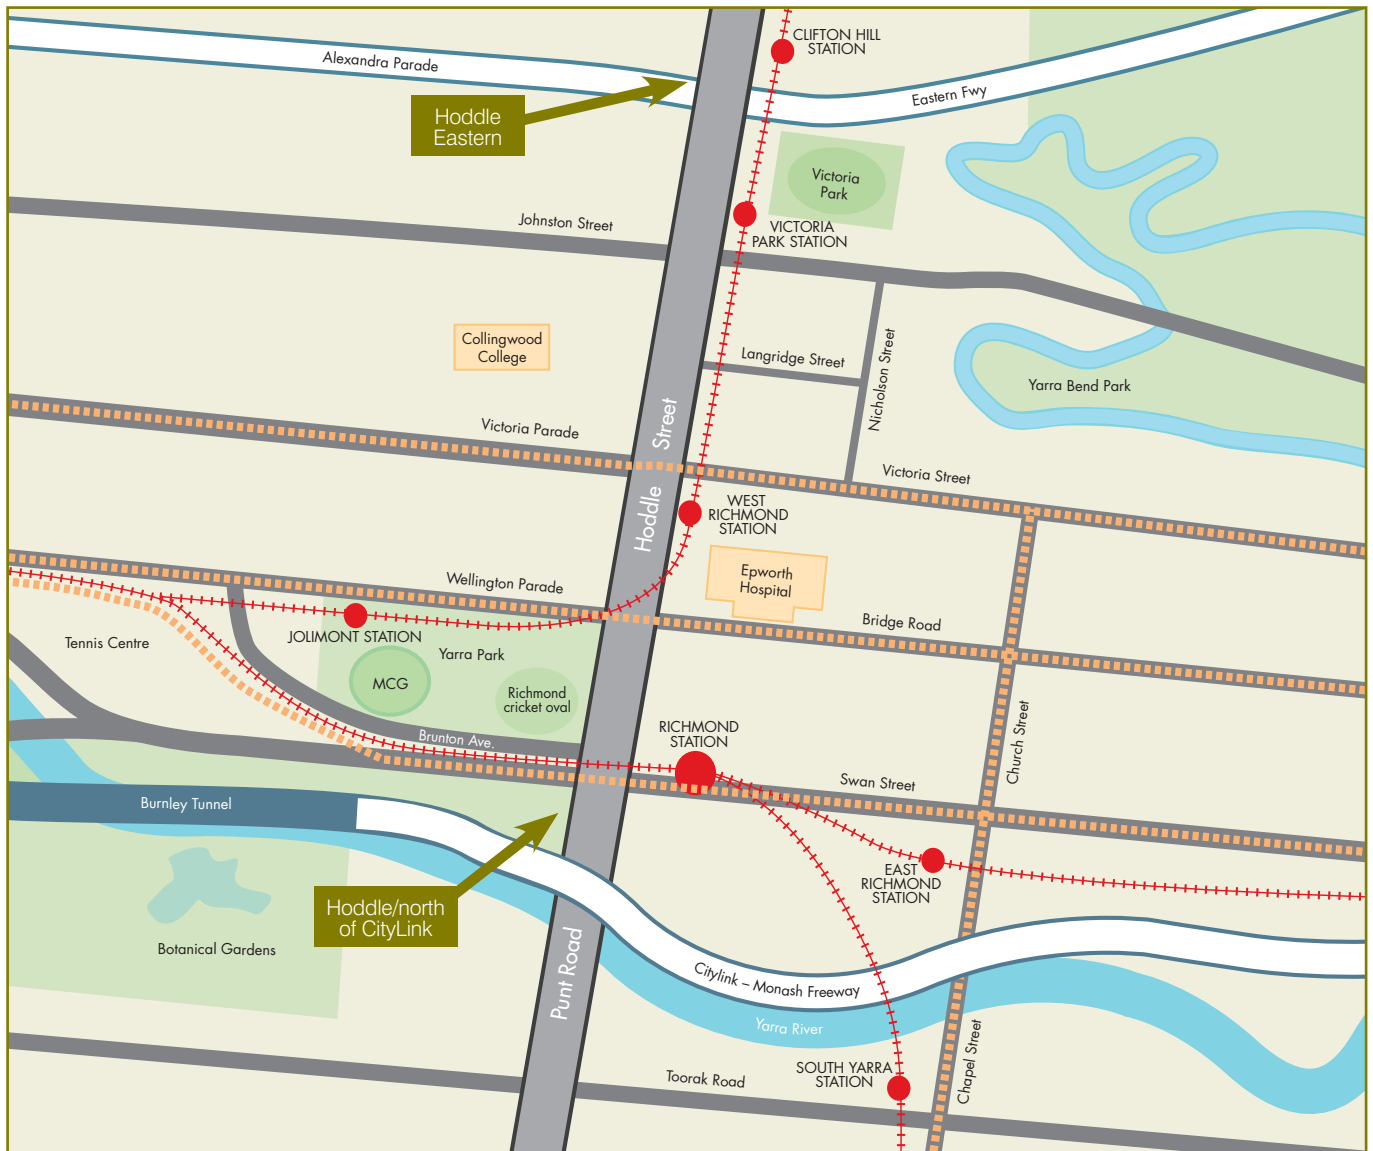 CLIFTON HILL
STATION
Alexandra Parade
Eastern Fwy
Hoddle
Eastern
Victoria
Park
Johnston Street
VICTORIA
PARK STATION
Collingwood
College
Langridge Street
Nicholson Street
Yarra Bend Park
Victoria Parade
Hoddle Street
Victoria Street
WEST
RICHMOND
STATION
Wellington Parade
Epworth
Hospital
Bridge Road
Tennis Centre
JOLIMONT STATION
Yarra Park
MCG
Richmond
cricket oval
Brunton Ave.
RICHMOND
STATION
Church Street
Swan Street
Burnley Tunnel
EAST
RICHMOND
STATION
Hoddle/north
of CityLink
Botanical Gardens
Punt Road
Citylink – Monash Freeway
Yarra River
SOUTH YARRA
STATION
Chapel Street
Toorak Road